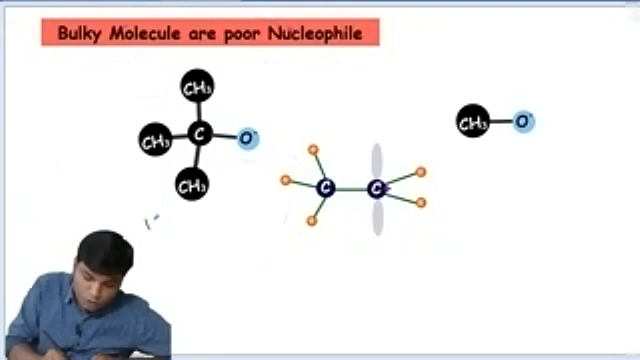 Bulky Molecule are poor Nucleophile
CH₃
CH₃ C O⁻
CH₃
C C
CH₃ O⁻